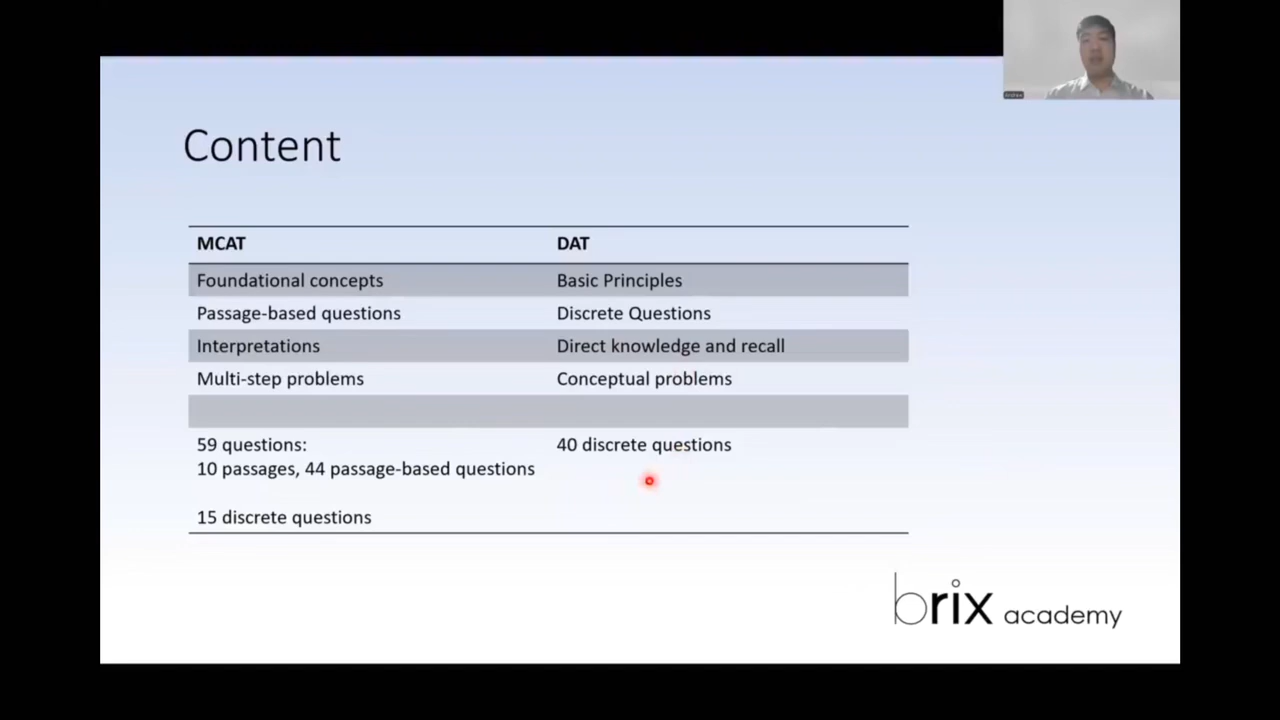 Content
MCAT DAT
Foundational concepts Basic Principles
Passage-based questions Discrete Questions
Interpretations Direct knowledge and recall
Multi-step problems Conceptual problems
59 questions: 40 discrete questions
10 passages, 44 passage-based questions
15 discrete questions
brix academy